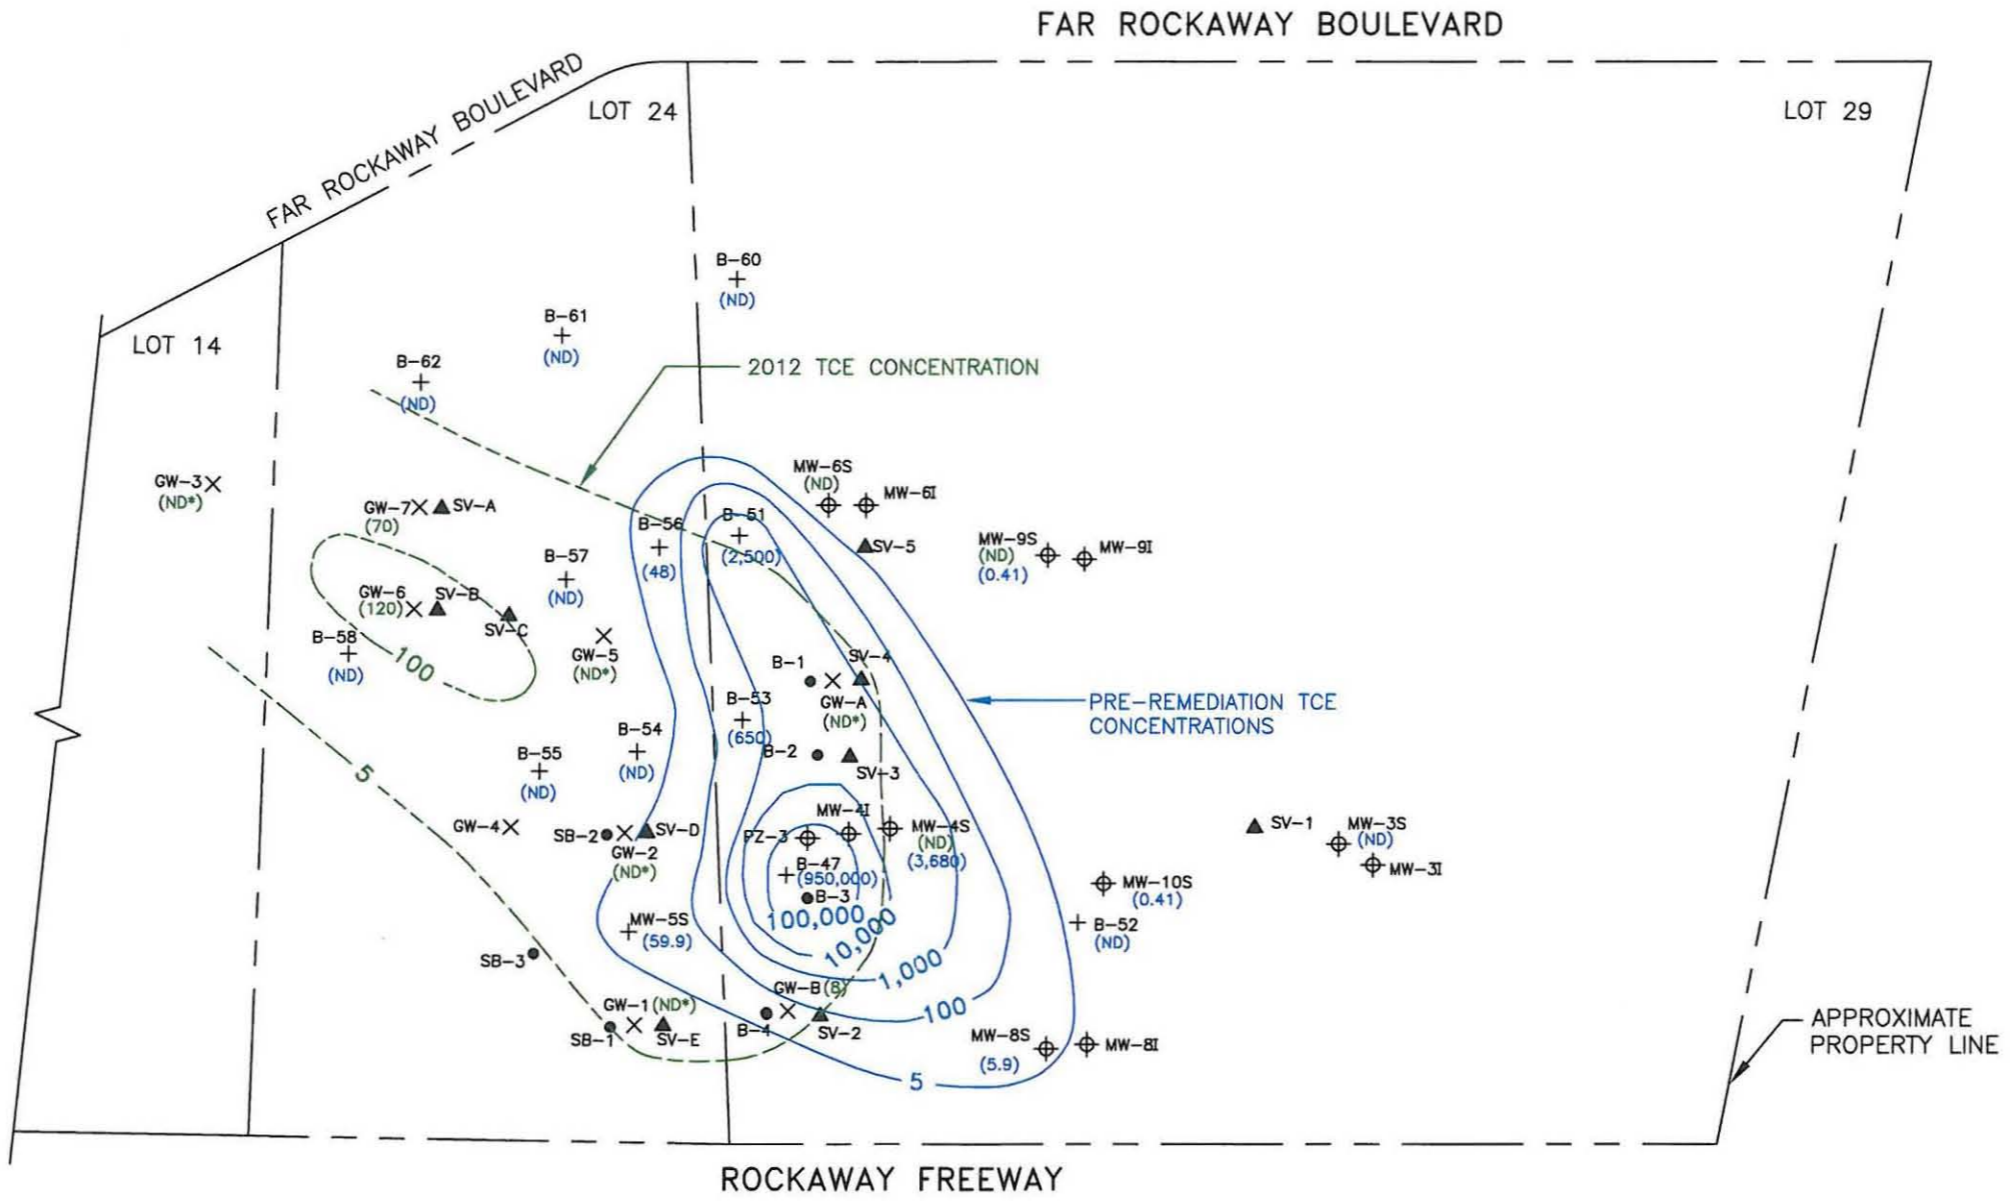 FAR ROCKAWAY BOULEVARD
FAR ROCKAWAY BOULEVARD
LOT 24
LOT 29
LOT 14
B-60
(ND)
B-61
(ND)
B-62
(ND)
2012 TCE CONCENTRATION
GW-3
(ND*)
GW-7
(70)
SV-A
MW-6S
(ND)
MW-6I
B-56
(48)
B-51
(2,500)
SV-5
MW-9S
(ND)
(0.41)
MW-9I
B-57
(ND)
GW-6
(120)
SV-B
SV-C
B-58
(ND)
100
GW-5
(ND*)
B-1
SV-4
GW-A
(ND*)
B-53
(650)
PRE-REMEDIATION TCE
CONCENTRATIONS
B-54
(ND)
B-2
SV-3
B-55
(ND)
5
GW-4
SB-2
SV-D
GW-2
(ND*)
PZ-3
MW-4I
MW-4S
(ND)
(3,680)
SV-1
MW-3S
(ND)
MW-3I
B-47
(950,000)
B-3
MW-10S
(0.41)
100,000
10,000
1,000
100
MW-5S
(59.9)
B-52
(ND)
SB-3
GW-B(8)
B-4
SV-2
GW-1(ND*)
SB-1
SV-E
MW-8S
(5.9)
MW-8I
5
APPROXIMATE
PROPERTY LINE
ROCKAWAY FREEWAY